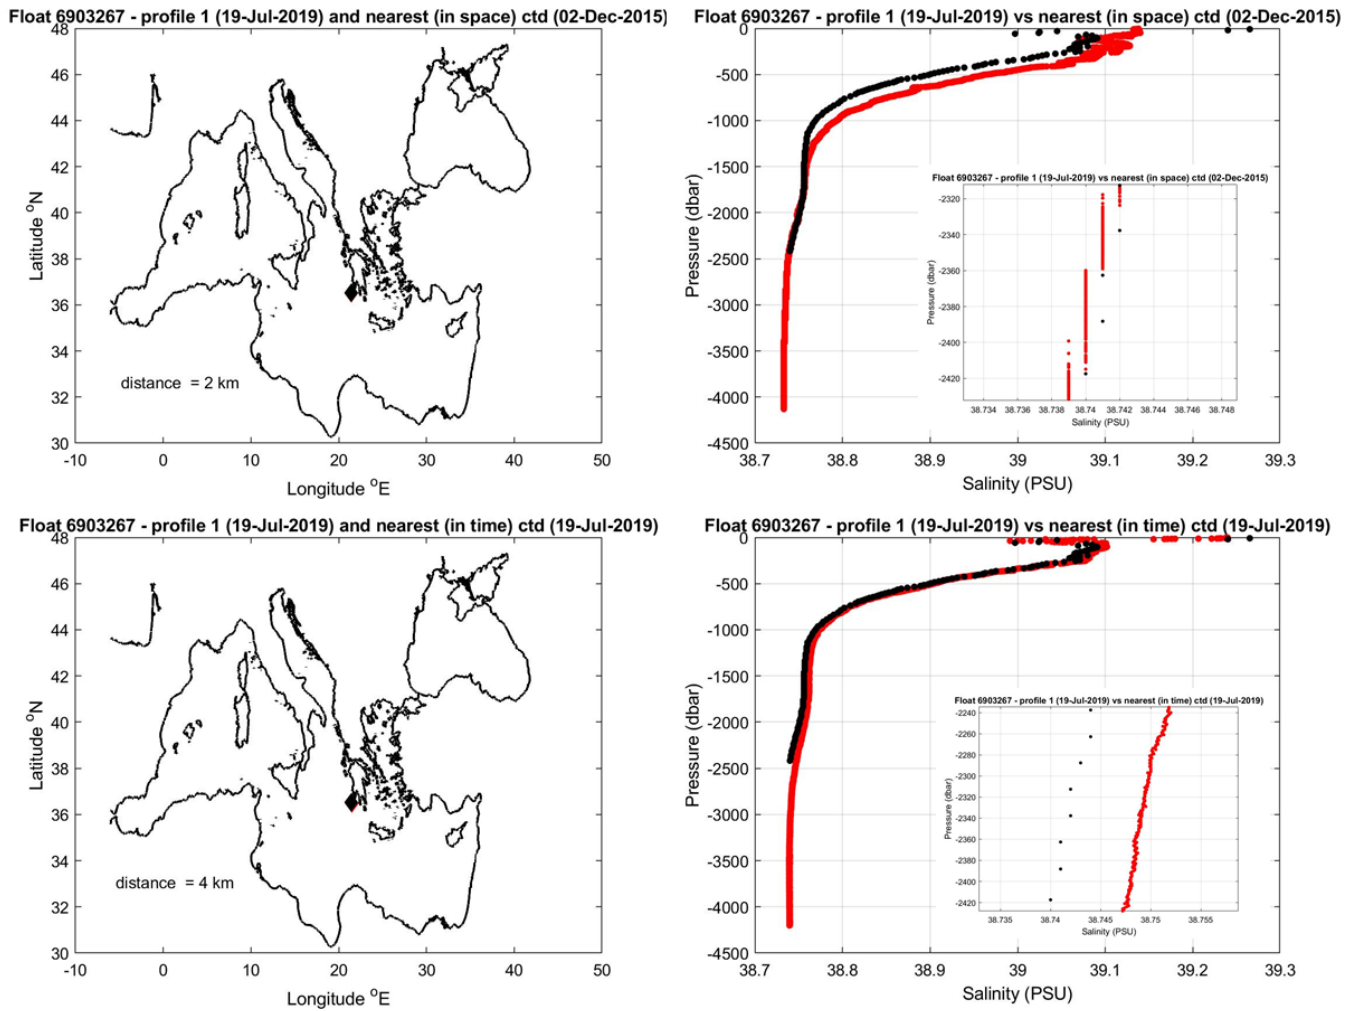 Float 6903267 - profile 1 (19-Jul-2019) and nearest (in space) ctd (02-Dec-2015)
48
46
44
42
40
38
36
34
32
30
Latitude °N
distance = 2 km
-10 0 10 20 30 40 50
Longitude °E
Float 6903267 - profile 1 (19-Jul-2019) vs nearest (in space) ctd (02-Dec-2015)
0
-500
-1000
-1500
-2000
-2500
-3000
-3500
-4000
-4500
Pressure (dbar)
Float 6903267 - profile 1 (19-Jul-2019) vs nearest (in space) ctd (02-Dec-2015)
-2320
-2340
-2360
-2380
-2400
-2420
Pressure (dbar)
38.734 38.736 38.738 38.74 38.742 38.744 38.746 38.748
Salinity (PSU)
38.7 38.8 38.9 39 39.1 39.2 39.3
Salinity (PSU)
Float 6903267 - profile 1 (19-Jul-2019) and nearest (in time) ctd (19-Jul-2019)
48
46
44
42
40
38
36
34
32
30
Latitude °N
distance = 4 km
-10 0 10 20 30 40 50
Longitude °E
Float 6903267 - profile 1 (19-Jul-2019) vs nearest (in time) ctd (19-Jul-2019)
0
-500
-1000
-1500
-2000
-2500
-3000
-3500
-4000
-4500
Pressure (dbar)
Float 6903267 - profile 1 (19-Jul-2019) vs nearest (in time) ctd (19-Jul-2019)
-2240
-2260
-2280
-2300
-2320
-2340
-2360
-2380
-2400
-2420
Pressure (dbar)
38.735 38.74 38.745 38.75 38.755
Salinity (PSU)
38.7 38.8 38.9 39 39.1 39.2 39.3
Salinity (PSU)